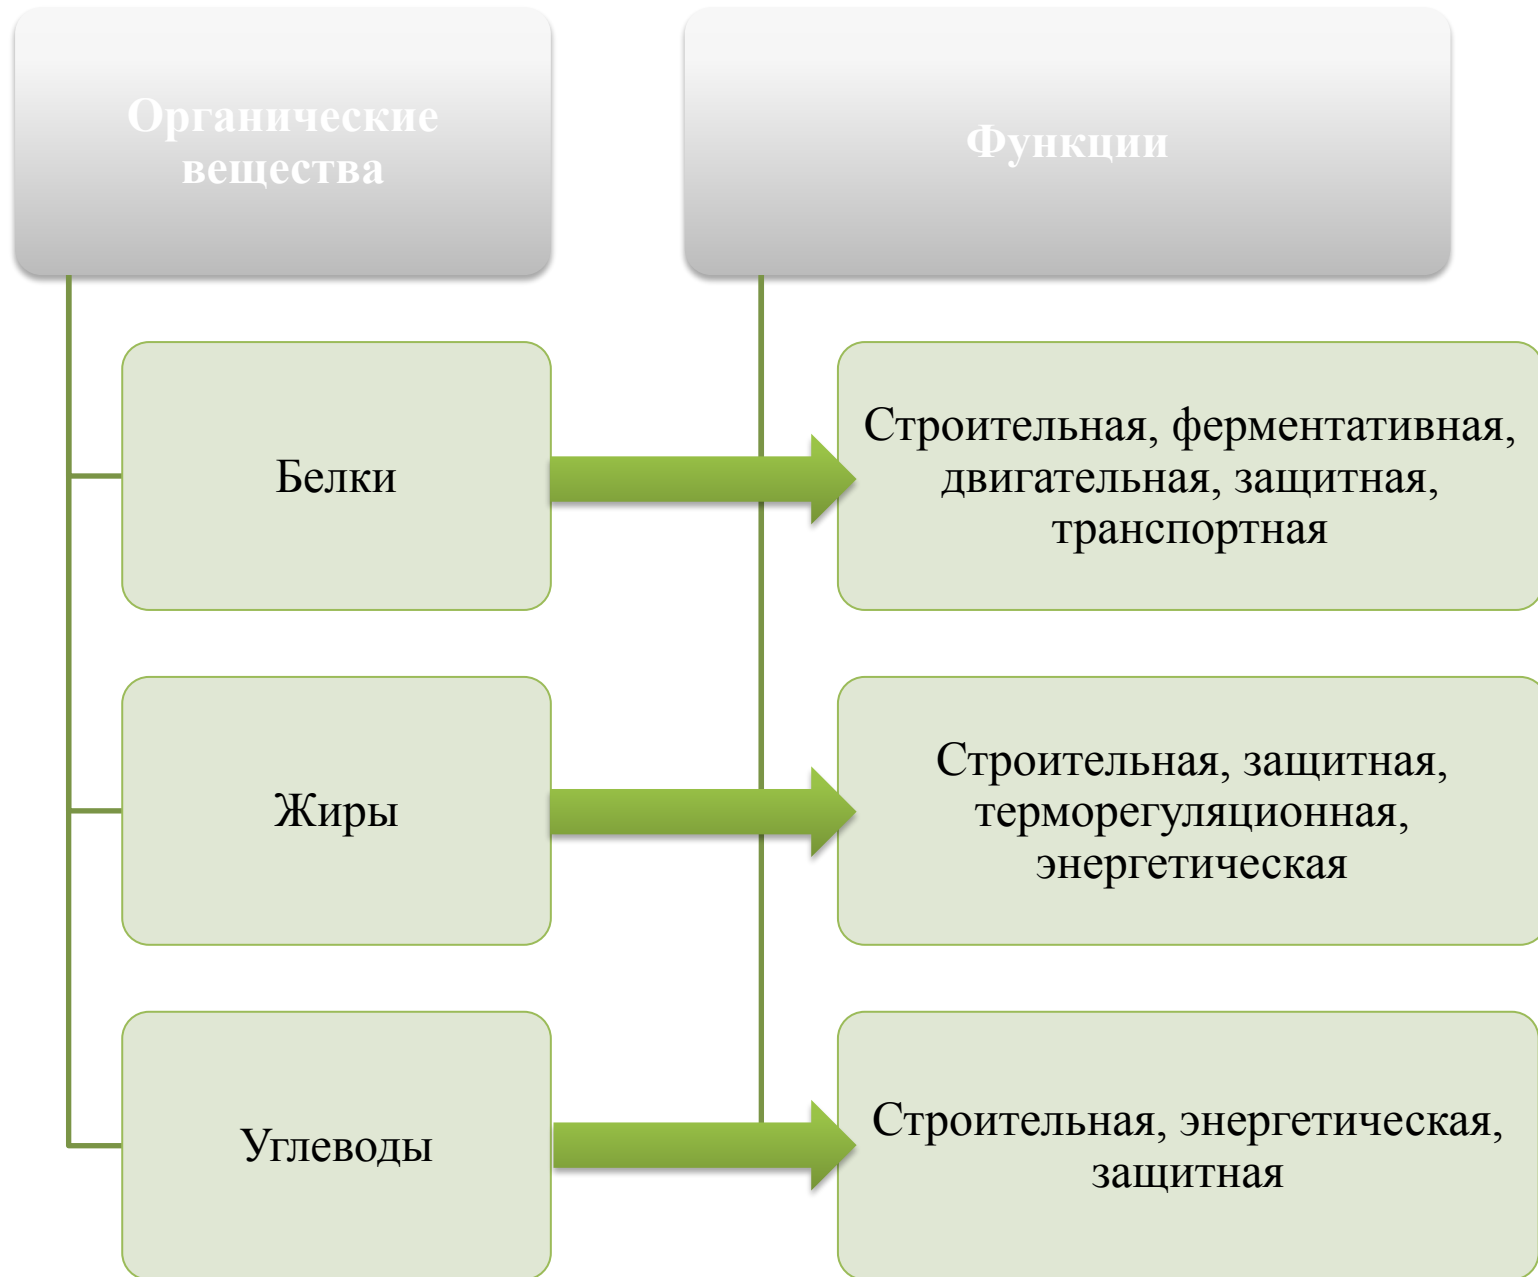 Органические
вещества
Функции
Белки
Строительная, ферментативная,
двигательная, защитная,
транспортная
Жиры
Строительная, защитная,
терморегуляционная,
энергетическая
Углеводы
Строительная, энергетическая,
защитная